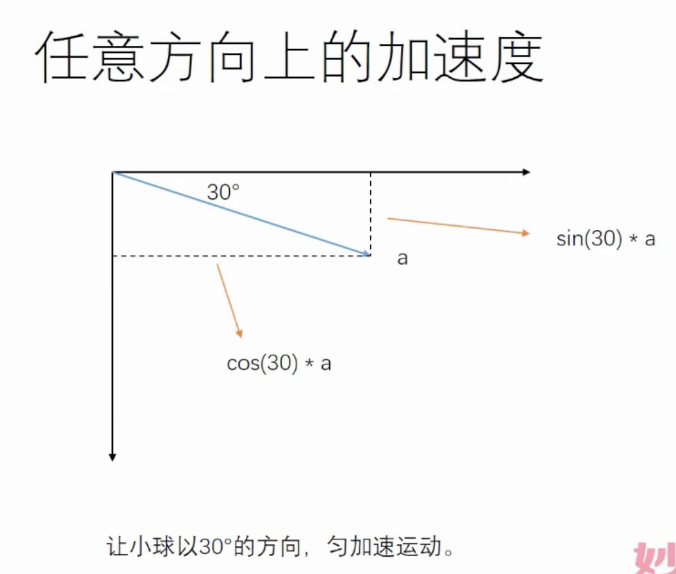 任意方向上的加速度
30°
sin(30) * a
a
cos(30) * a
让小球以30°的方向，匀加速运动。
妙